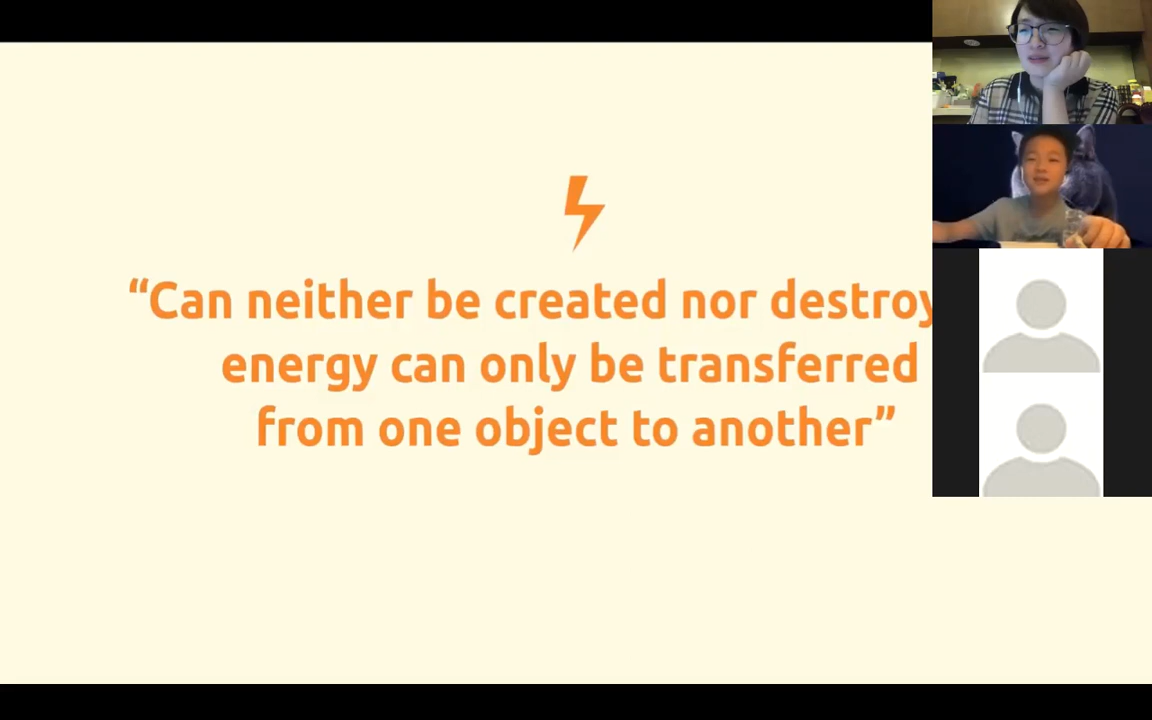 “Can neither be created nor destroy
energy can only be transferred
from one object to another”